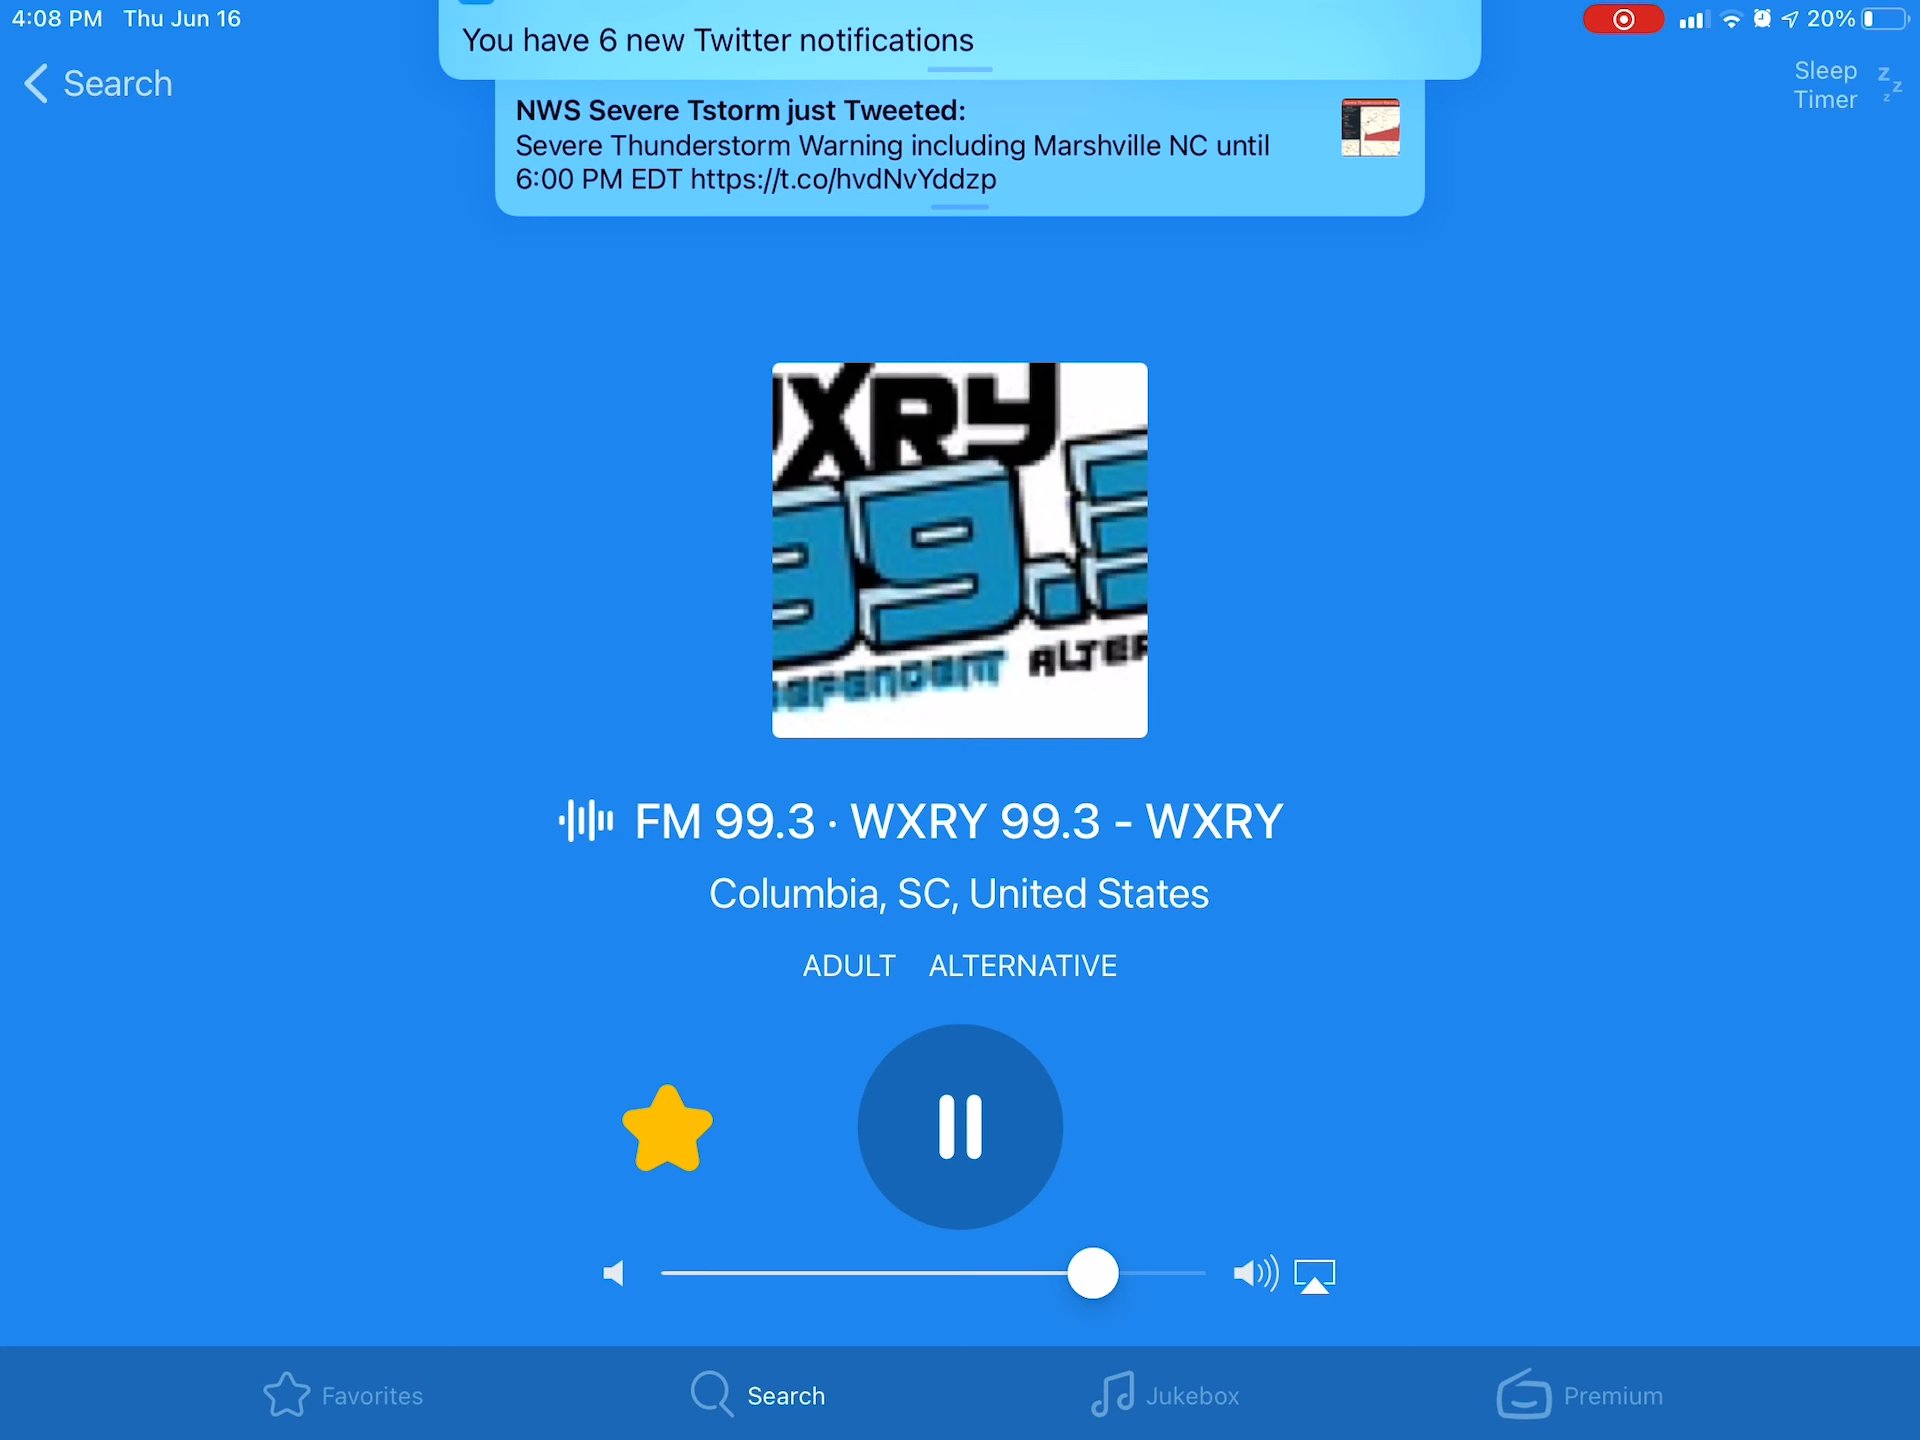 4:08 PM Thu Jun 16
20%
You have 6 new Twitter notifications
Search
Sleep
Timer
NWS Severe Tstorm just Tweeted:
Severe Thunderstorm Warning including Marshville NC until
6:00 PM EDT https://t.co/hvdNvYddzp
WXRY
99.3
DEPENDENT ALTER
FM 99.3 · WXRY 99.3 - WXRY
Columbia, SC, United States
ADULT ALTERNATIVE
Favorites
Search
Jukebox
Premium